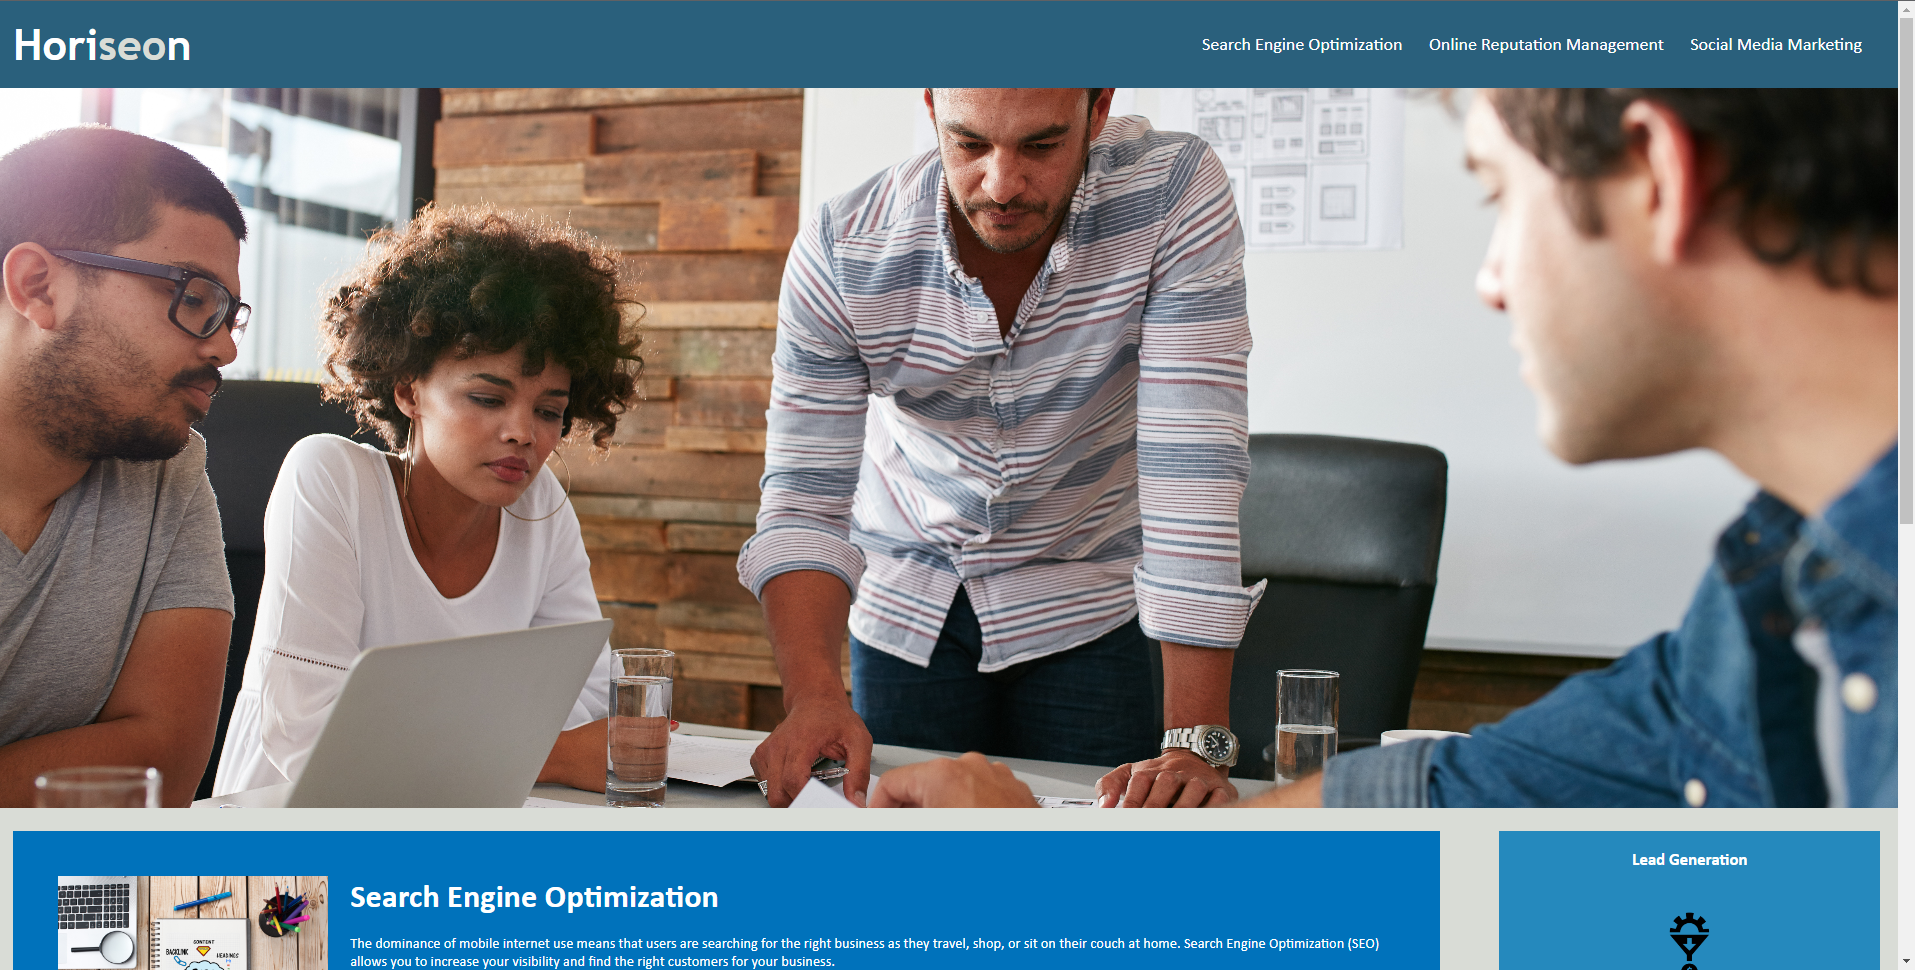 Horiseon
Search Engine Optimization Online Reputation Management Social Media Marketing
Search Engine Optimization
The dominance of mobile internet use means that users are searching for the right business as they travel, shop, or sit on their couch at home. Search Engine Optimization (SEO)
allows you to increase your visibility and find the right customers for your business.
CONTENT
BACKLINK
HEADINGS
Lead Generation